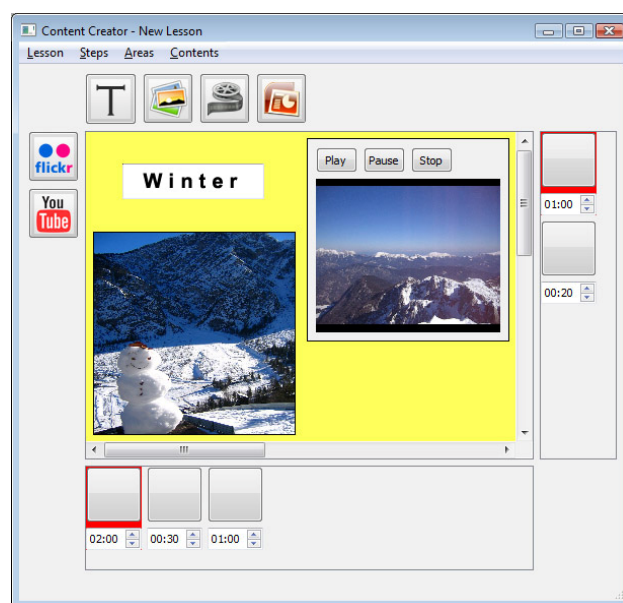 Content Creator - New Lesson
Lesson Steps Areas Contents
T
flickr
You
Tube
Winter
Play Pause Stop
01:00
00:20
02:00 00:30 01:00